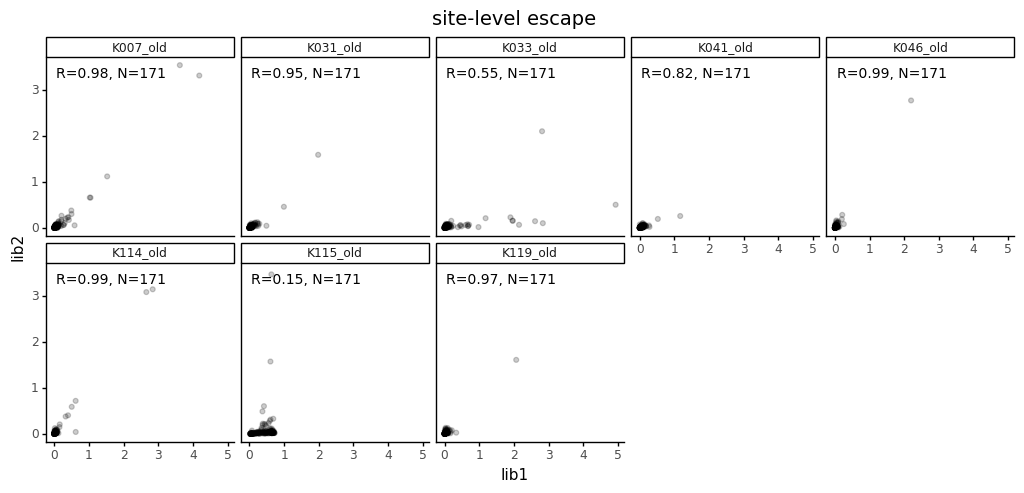 site-level escape
K007_old
K031_old
K033_old
K041_old
K046_old
R=0.98, N=171
R=0.95, N=171
R=0.55, N=171
R=0.82, N=171
R=0.99, N=171
3
2
1
0
0 1 2 3 4 5
0 1 2 3 4 5
K114_old
K115_old
K119_old
R=0.99, N=171
R=0.15, N=171
R=0.97, N=171
3
2
1
0
0 1 2 3 4 5
0 1 2 3 4 5
0 1 2 3 4 5
lib2
lib1